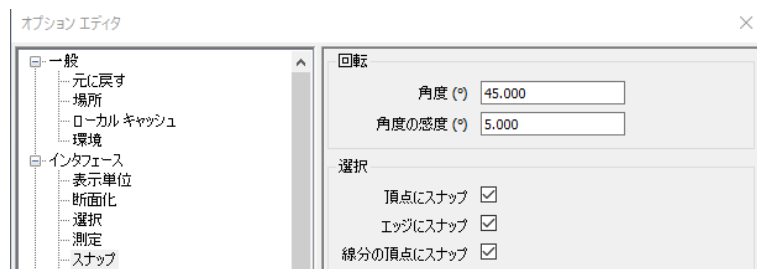 オプション エディタ
一般
元に戻す
場所
ローカル キャッシュ
環境
インタフェース
表示単位
断面化
選択
測定
スナップ
回転
角度 (°) 45.000
角度の感度 (°) 5.000
選択
頂点にスナップ
エッジにスナップ
線分の頂点にスナップ